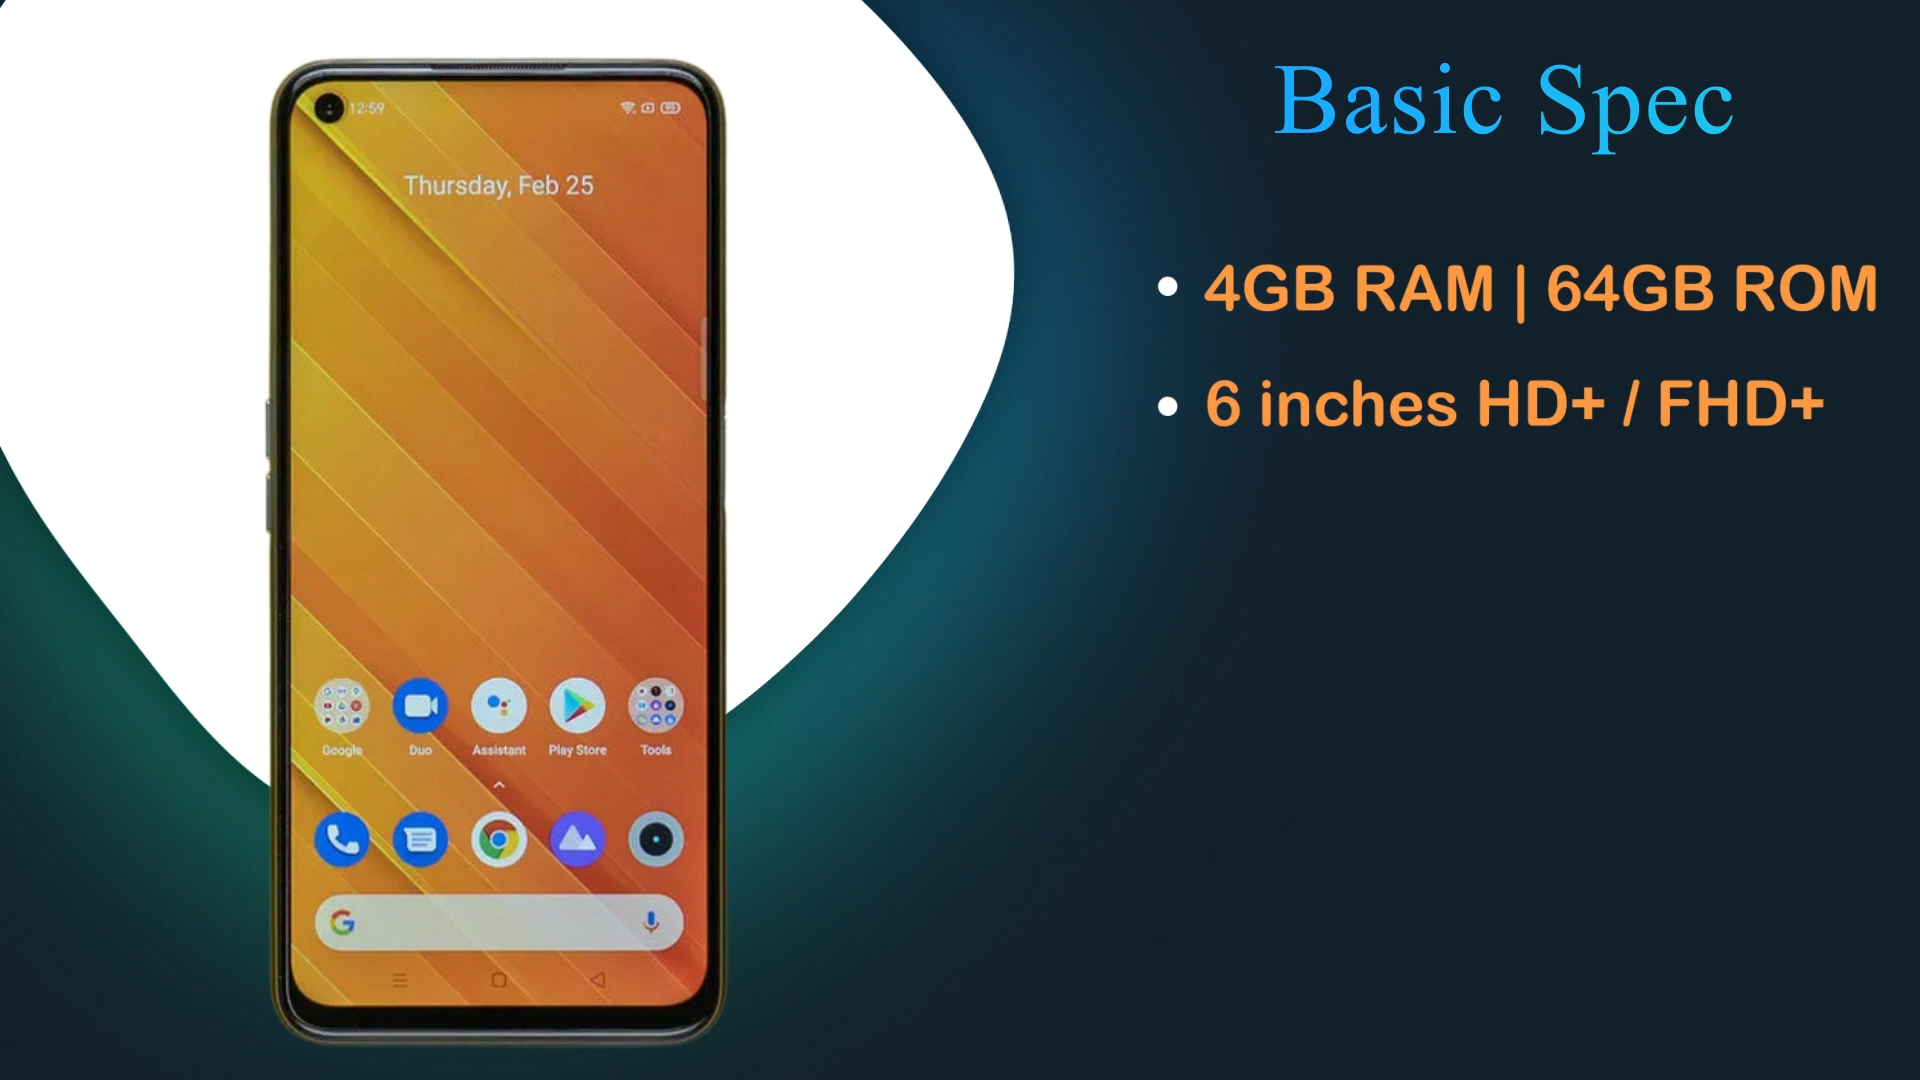 Basic Spec
4GB RAM | 64GB ROM
6 inches HD+ / FHD+
12:59
Thursday, Feb 25
Google Duo Assistant Play Store Tools